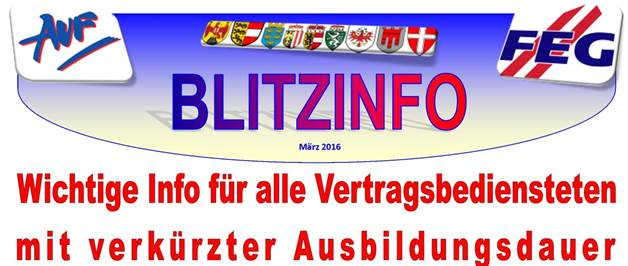 AUF
FEG
BLITZINFO
März 2016
Wichtige Info für alle Vertragsbediensteten
mit verkürzter Ausbildungsdauer